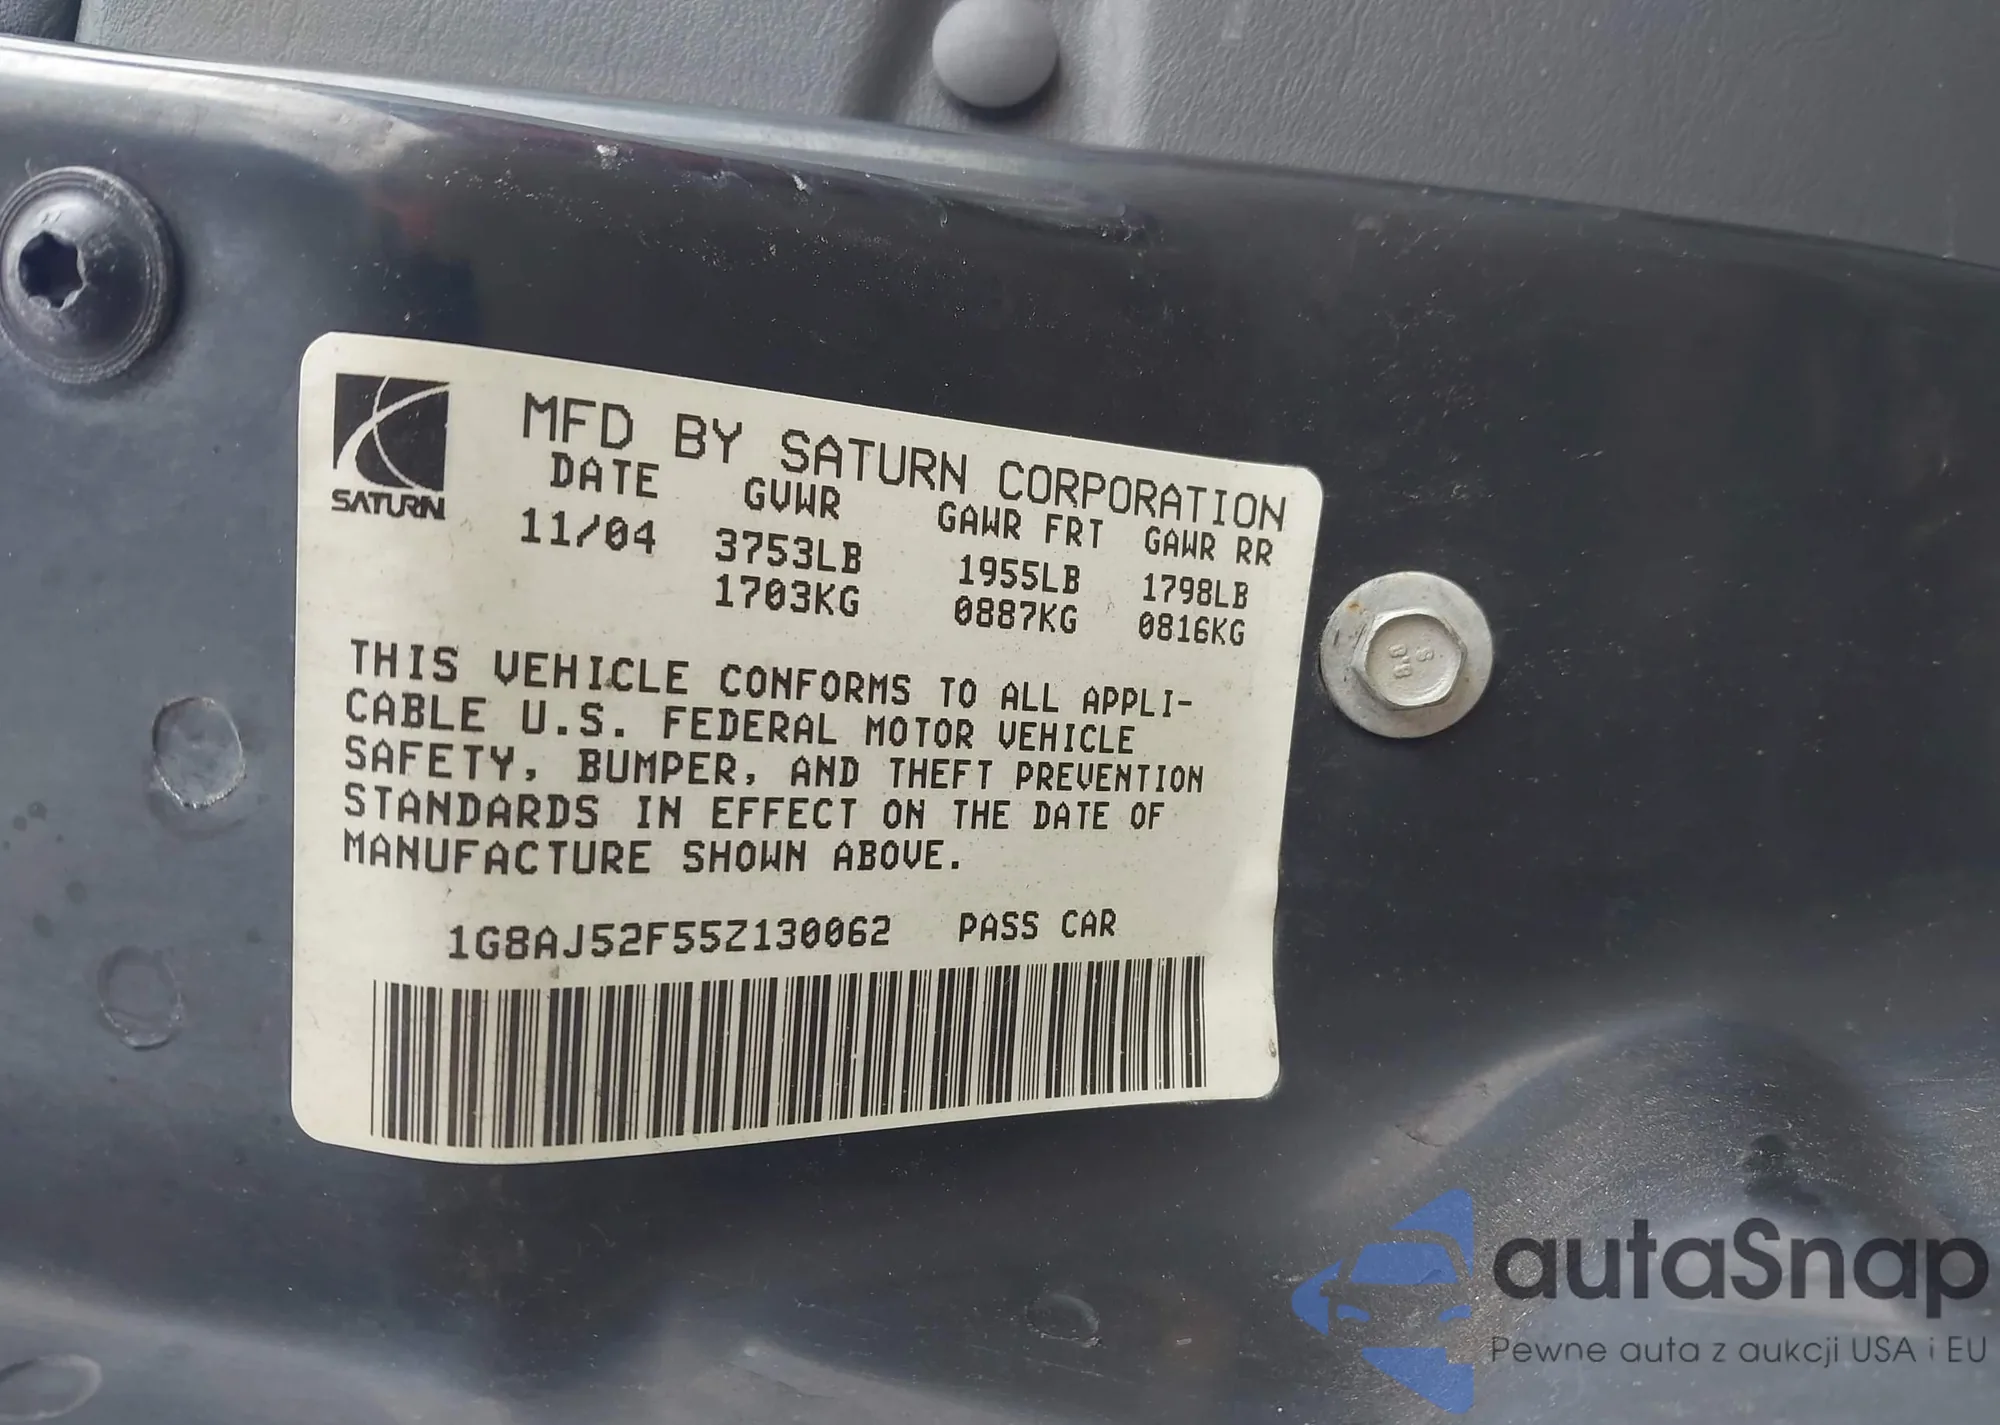 SATURN
MFD BY SATURN CORPORATION
DATE GVWR GAWR FRT GAWR RR
11/04 3753LB 1955LB 1798LB
1703KG 0887KG 0816KG
THIS VEHICLE CONFORMS TO ALL APPLI-
CABLE U.S. FEDERAL MOTOR VEHICLE
SAFETY, BUMPER, AND THEFT PREVENTION
STANDARDS IN EFFECT ON THE DATE OF
MANUFACTURE SHOWN ABOVE.
1G8AJ52F55Z130062 PASS CAR
autaSnap
Pewne auta z aukcji USA i EU